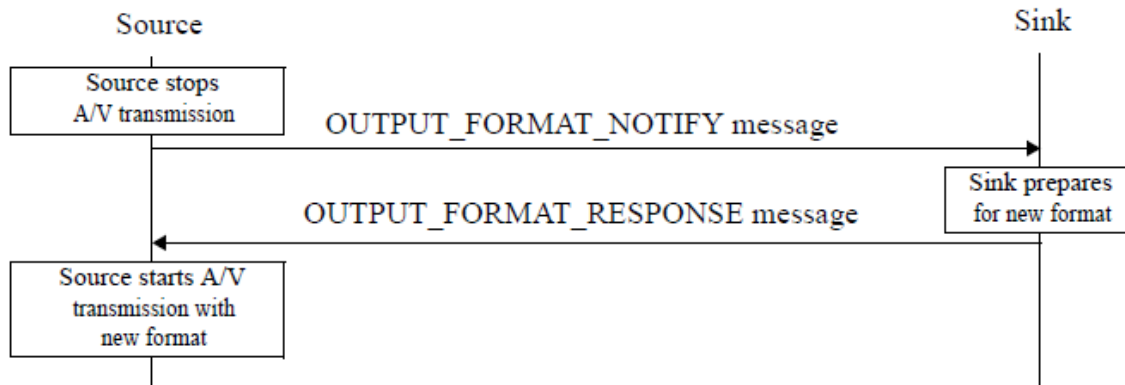 Source
Sink
Source stops
A/V transmission
OUTPUT_FORMAT_NOTIFY message
Sink prepares
for new format
OUTPUT_FORMAT_RESPONSE message
Source starts A/V
transmission with
new format